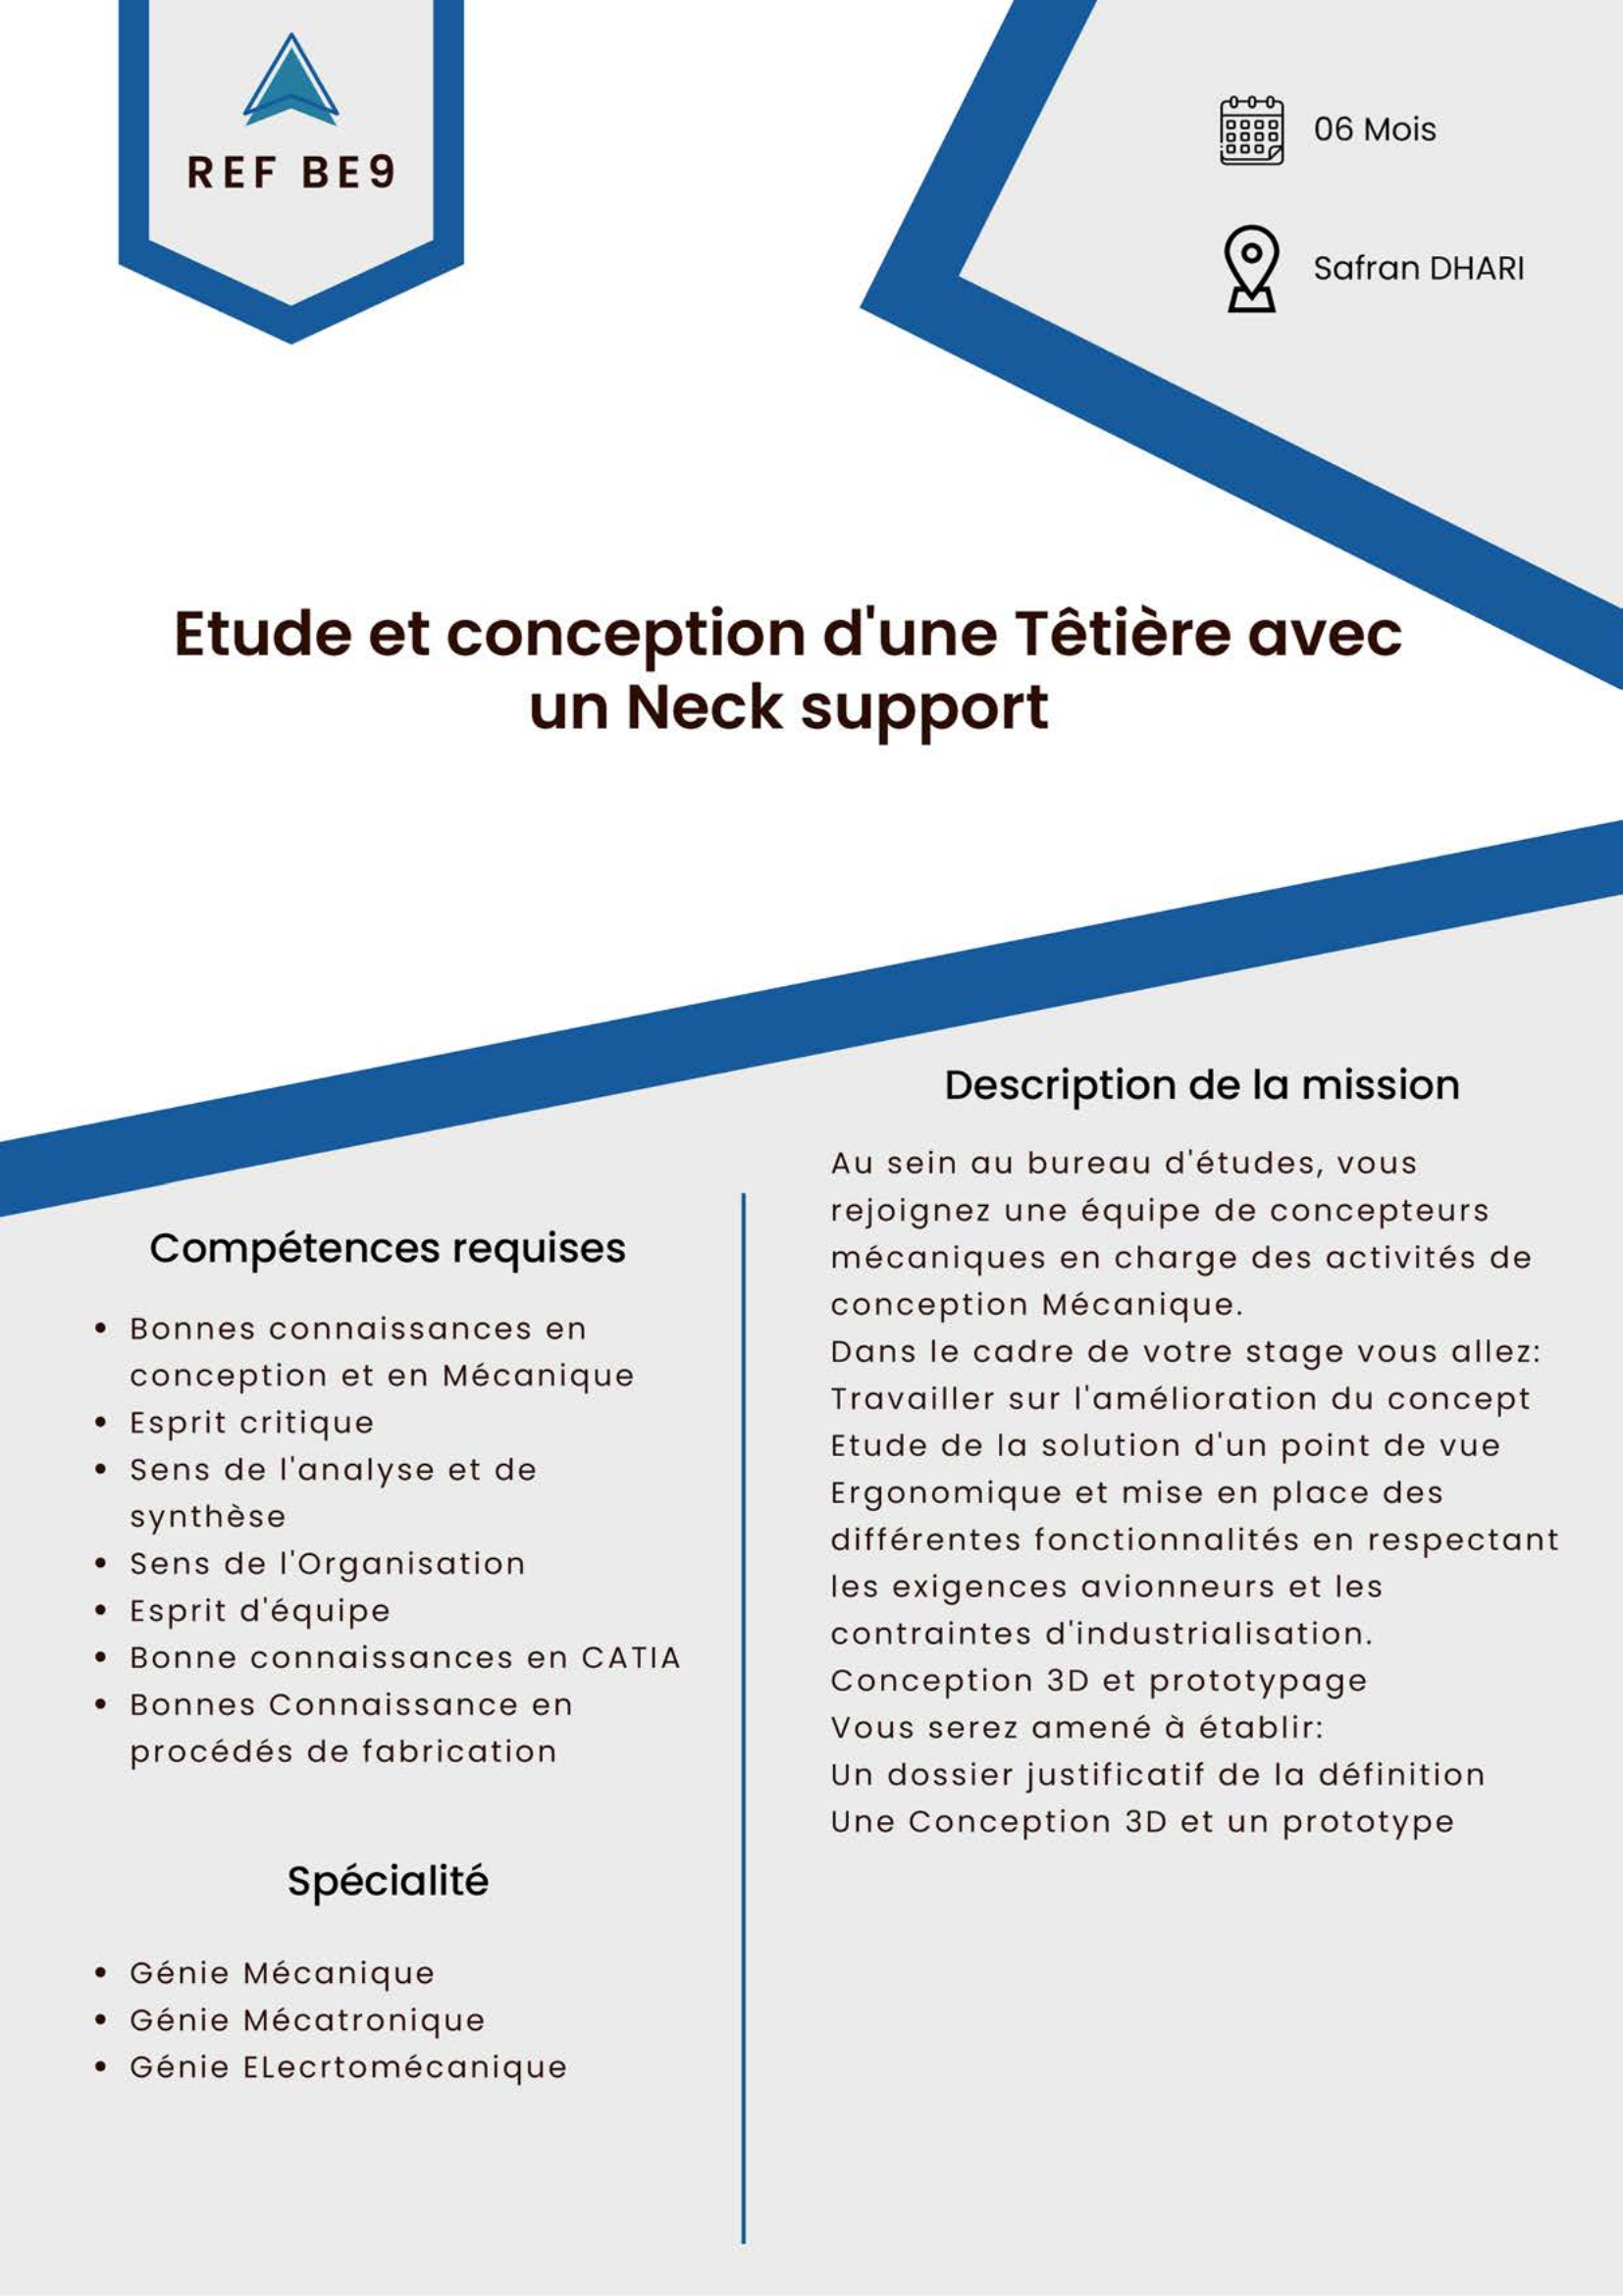 REF BE9
06 Mois
Safran DHARI
Etude et conception d'une Têtière avec
un Neck support
Compétences requises
• Bonnes connaissances en
conception et en Mécanique
• Esprit critique
• Sens de l'analyse et de
synthèse
• Sens de l'Organisation
• Esprit d'équipe
• Bonne connaissances en CATIA
• Bonnes Connaissance en
procédés de fabrication
Spécialité
• Génie Mécanique
• Génie Mécatronique
• Génie ELecrtomécanique
Description de la mission
Au sein au bureau d'études, vous
rejoignez une équipe de concepteurs
mécaniques en charge des activités de
conception Mécanique.
Dans le cadre de votre stage vous allez:
Travailler sur l'amélioration du concept
Etude de la solution d'un point de vue
Ergonomique et mise en place des
différentes fonctionnalités en respectant
les exigences avionneurs et les
contraintes d'industrialisation.
Conception 3D et prototypage
Vous serez amené à établir:
Un dossier justificatif de la définition
Une Conception 3D et un prototype